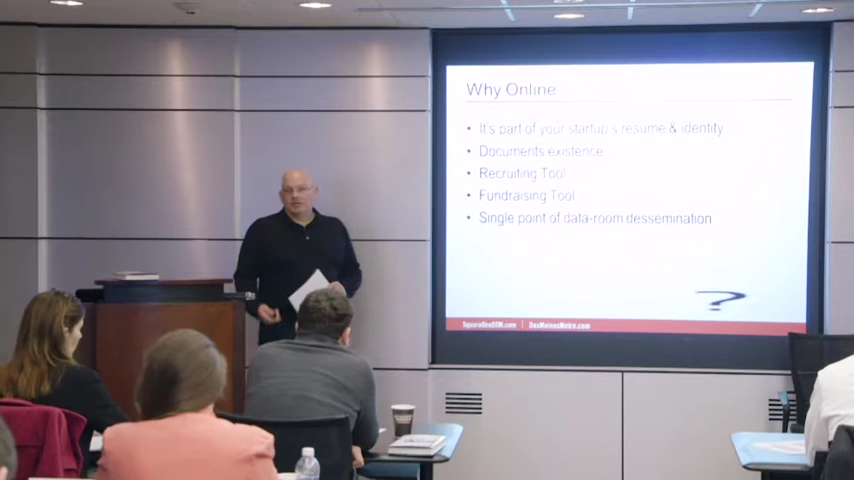 Why Online
• It's part of your startup's resume & identity
• Documents existence
• Recruiting Tool
• Fundraising Tool
• Single point of data-room dessemination
?
SquareOneDSM.com | DesMoinesMetro.com